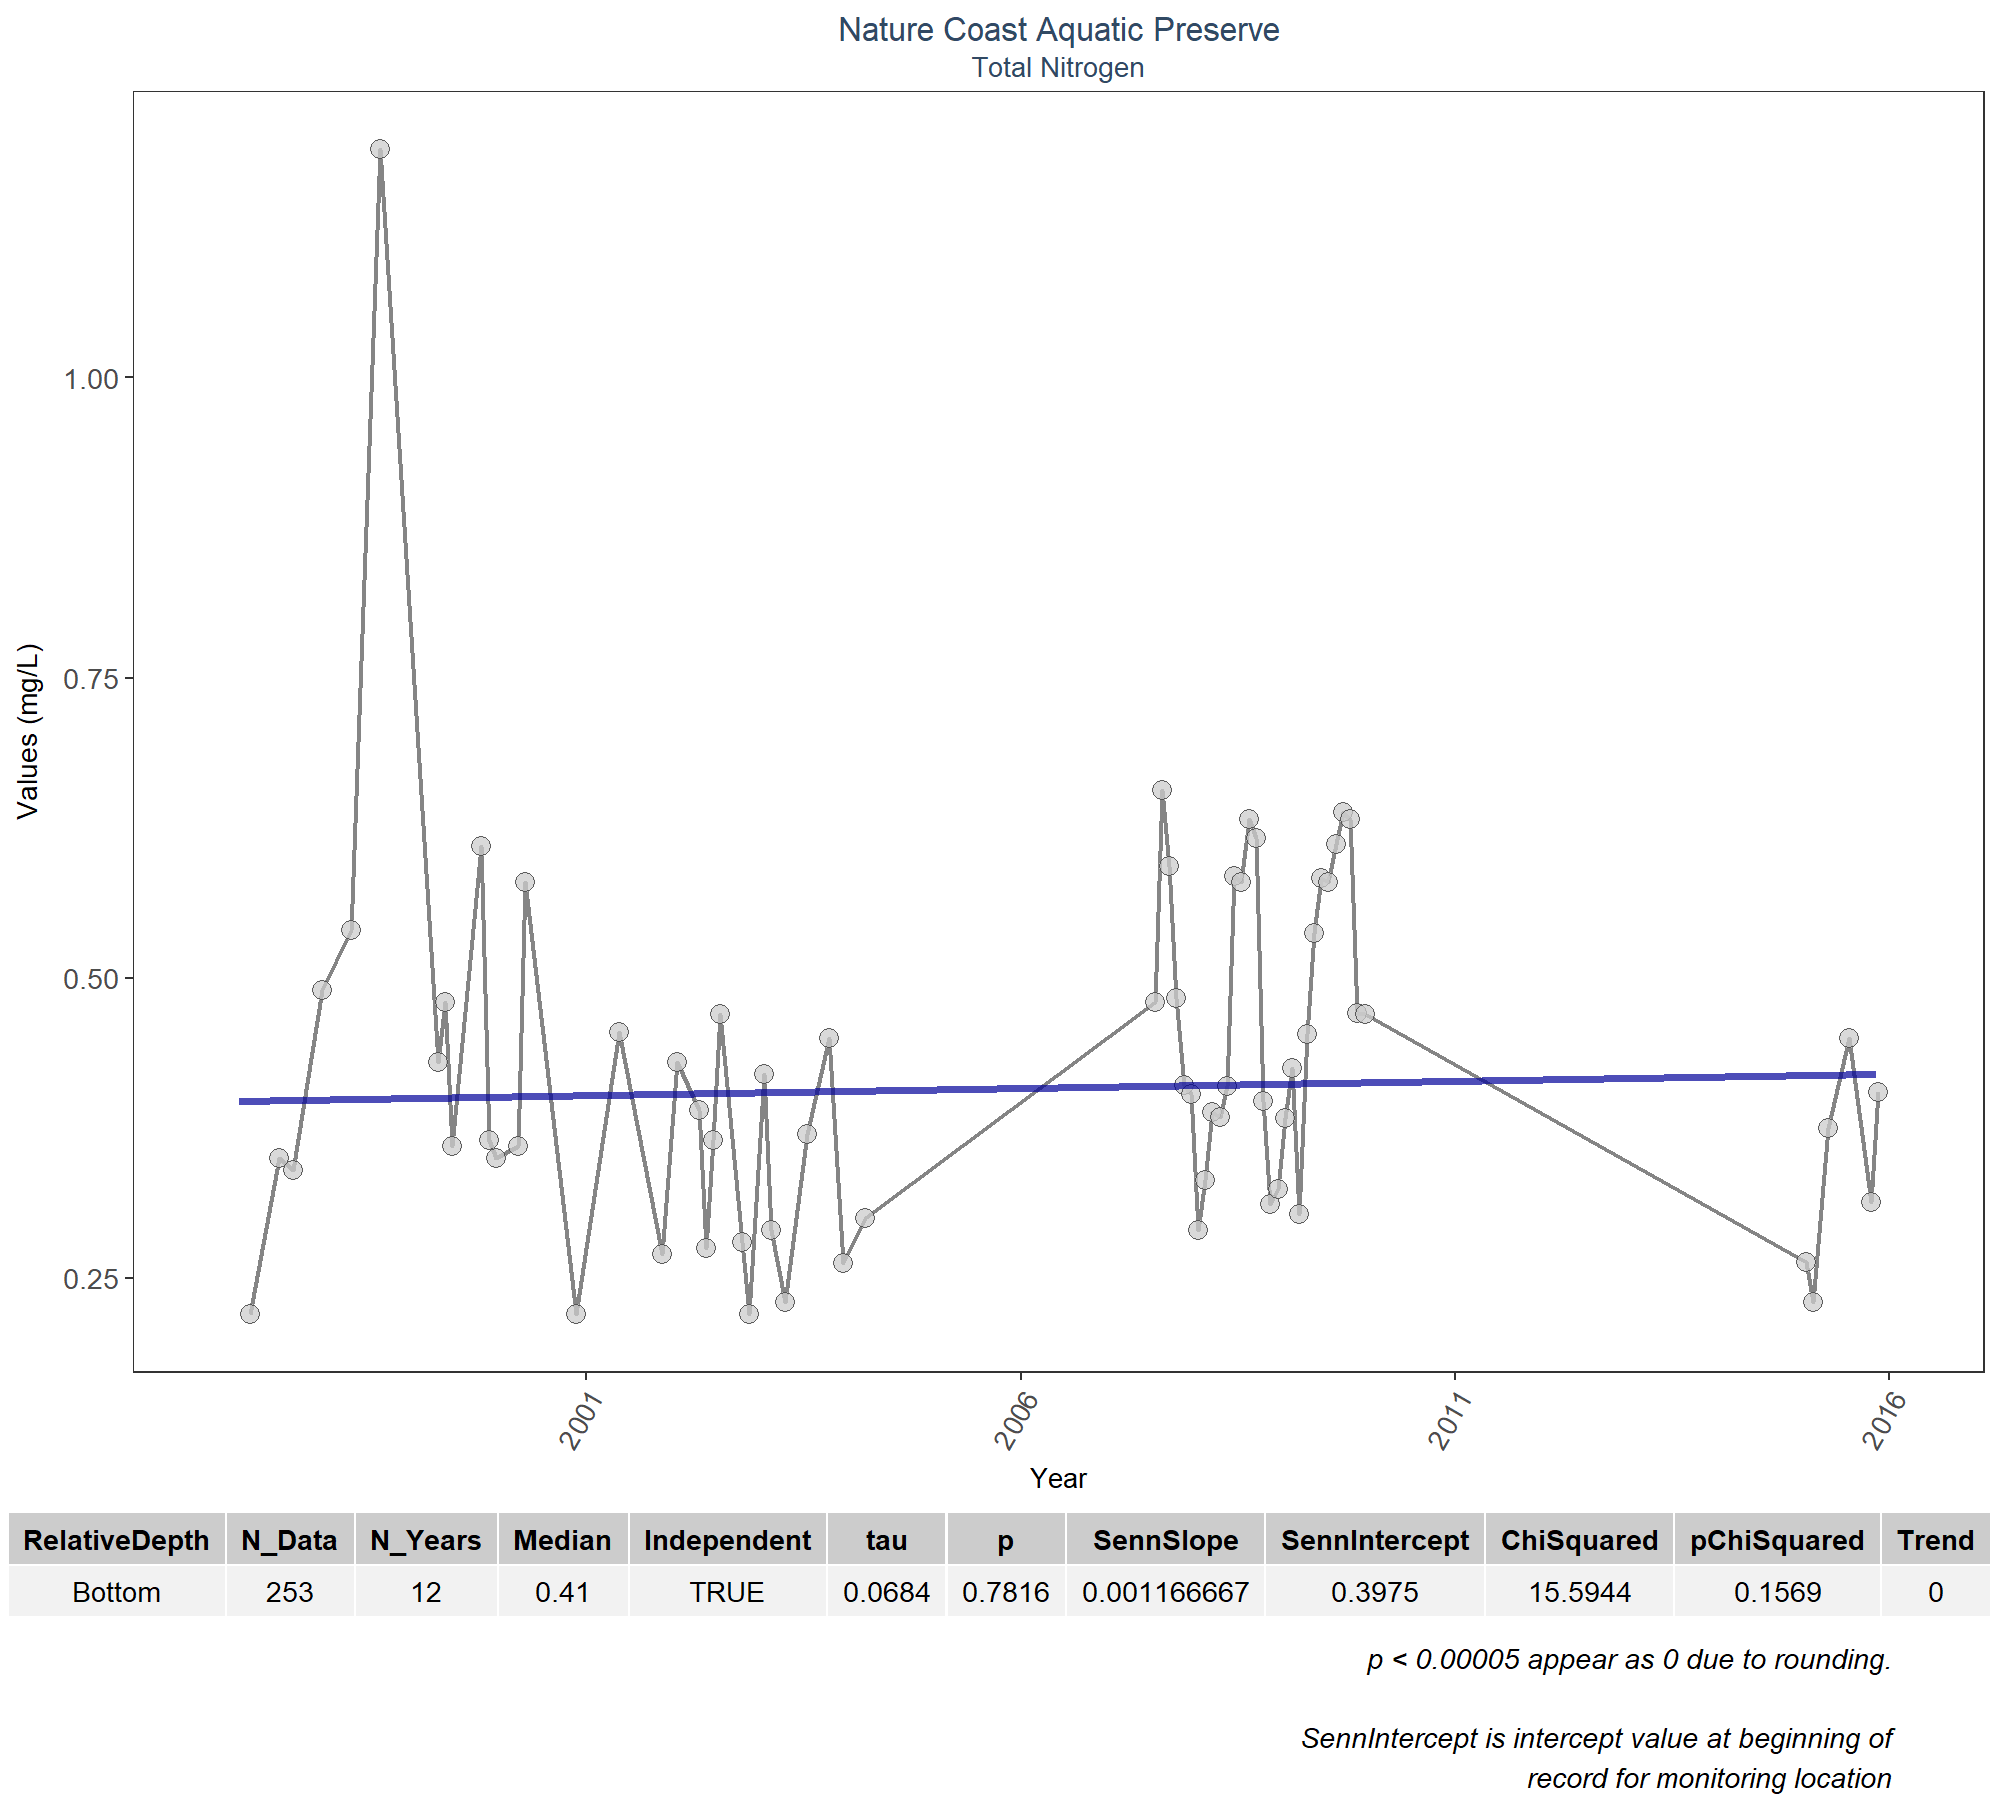 Nature Coast Aquatic Preserve
Total Nitrogen
Values (mg/L)
1.00
0.75
0.50
0.25
2001
2006
2011
2016
Year
RelativeDepth N_Data N_Years Median Independent tau p SennSlope SennIntercept ChiSquared pChiSquared Trend
Bottom 253 12 0.41 TRUE 0.0684 0.7816 0.001166667 0.3975 15.5944 0.1569 0
p < 0.00005 appear as 0 due to rounding.
SennIntercept is intercept value at beginning of
record for monitoring location